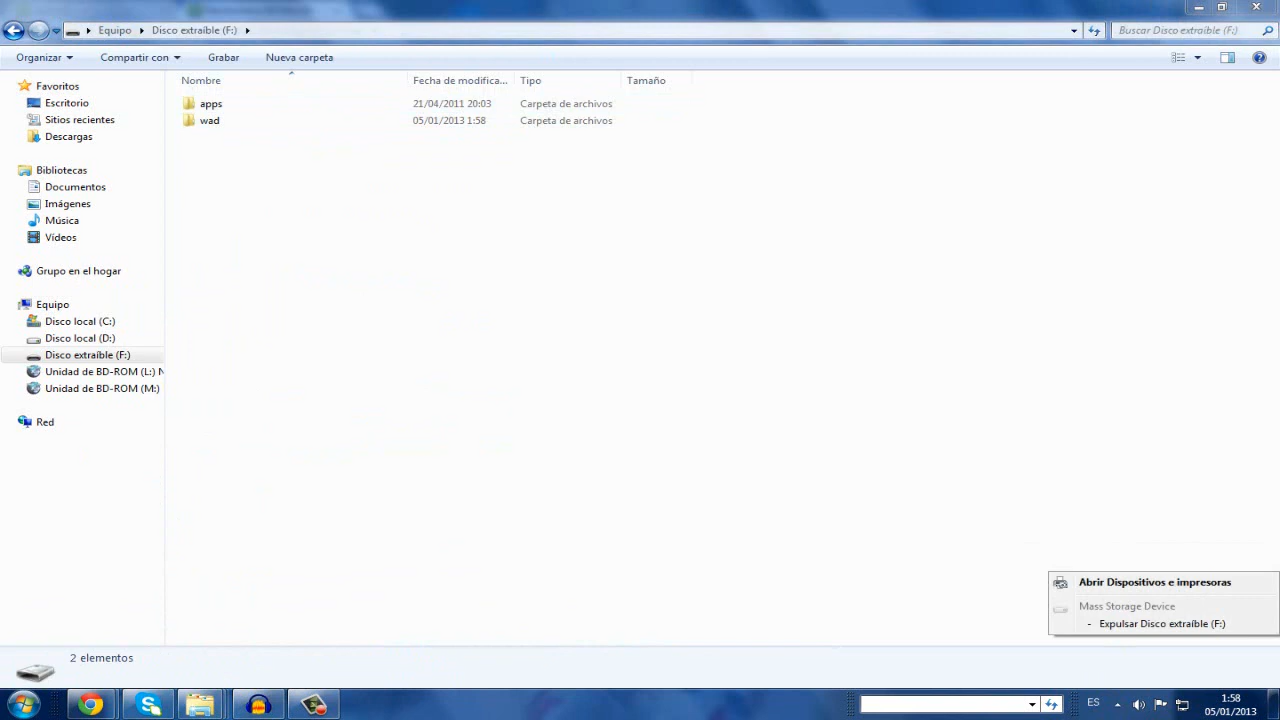 Equipo Disco extraíble (F:)
Buscar Disco extraíble (F:)
Organizar Compartir con Grabar Nueva carpeta
Nombre Fecha de modifica... Tipo Tamaño
apps 21/04/2011 20:03 Carpeta de archivos
wad 05/01/2013 1:58 Carpeta de archivos
Favoritos
Escritorio
Sitios recientes
Descargas
Bibliotecas
Documentos
Imágenes
Música
Vídeos
Grupo en el hogar
Equipo
Disco local (C:)
Disco local (D:)
Disco extraíble (F:)
Unidad de BD-ROM (L:) N
Unidad de BD-ROM (M:)
Red
Abrir Dispositivos e impresoras
Mass Storage Device
- Expulsar Disco extraíble (F:)
2 elementos
ES
1:58
05/01/2013